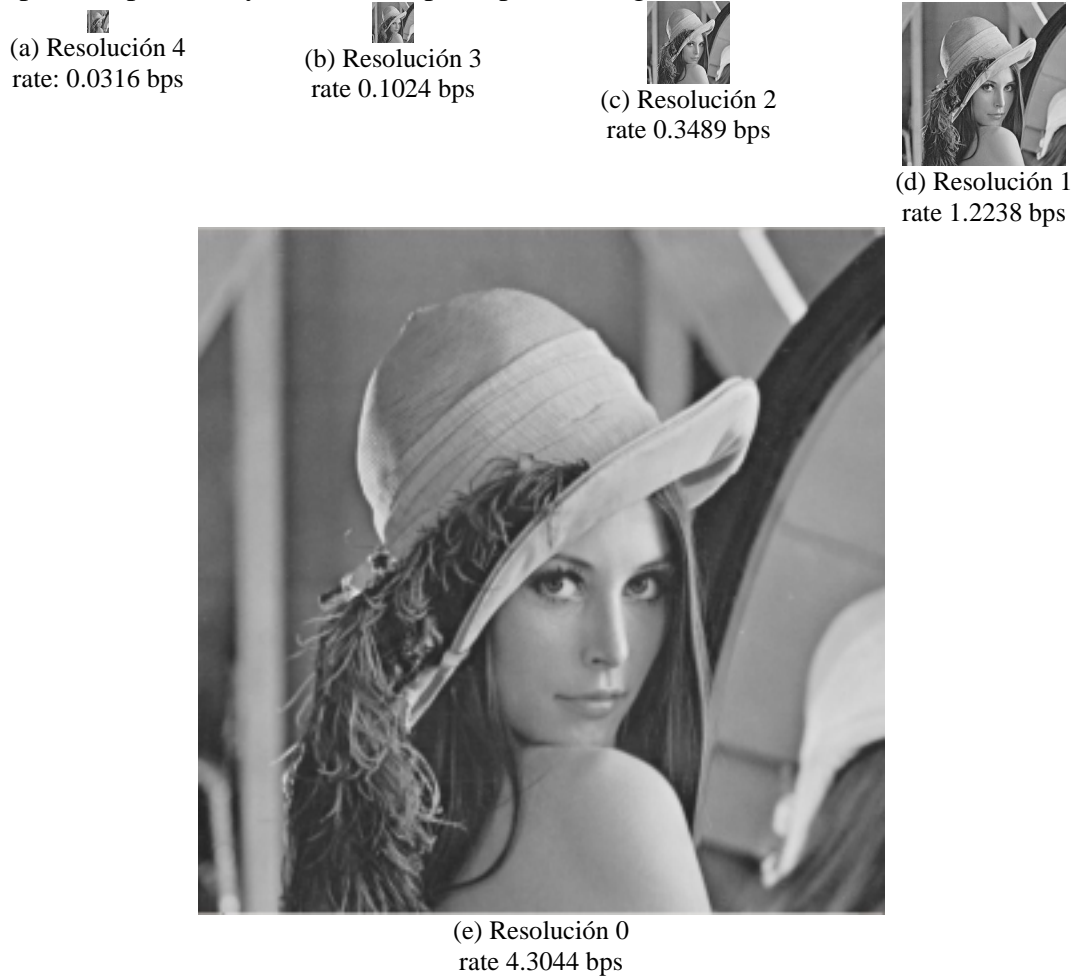 (a) Resolución 4
rate: 0.0316 bps
(b) Resolución 3
rate 0.1024 bps
(c) Resolución 2
rate 0.3489 bps
(d) Resolución 1
rate 1.2238 bps
(e) Resolución 0
rate 4.3044 bps